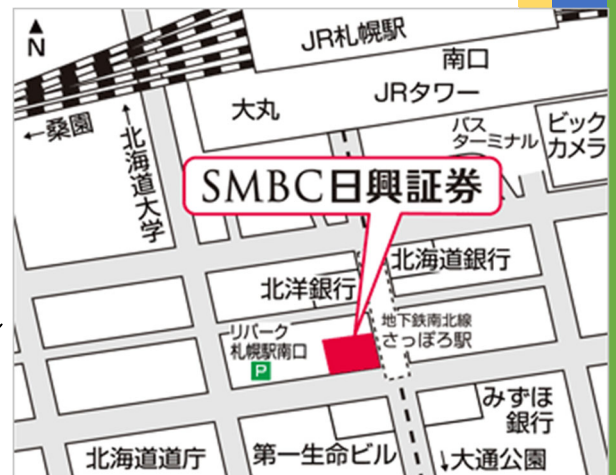 N
JR札幌駅
南口
JRタワー
大丸
←桑園
←北海道大学
バス
ターミナル
ビック
カメラ
SMBC日興証券
北海道銀行
北洋銀行
地下鉄南北線
さっぽろ駅
リパーク
札幌駅南口
P
みずほ
銀行
北海道道庁
第一生命ビル
↓大通公園